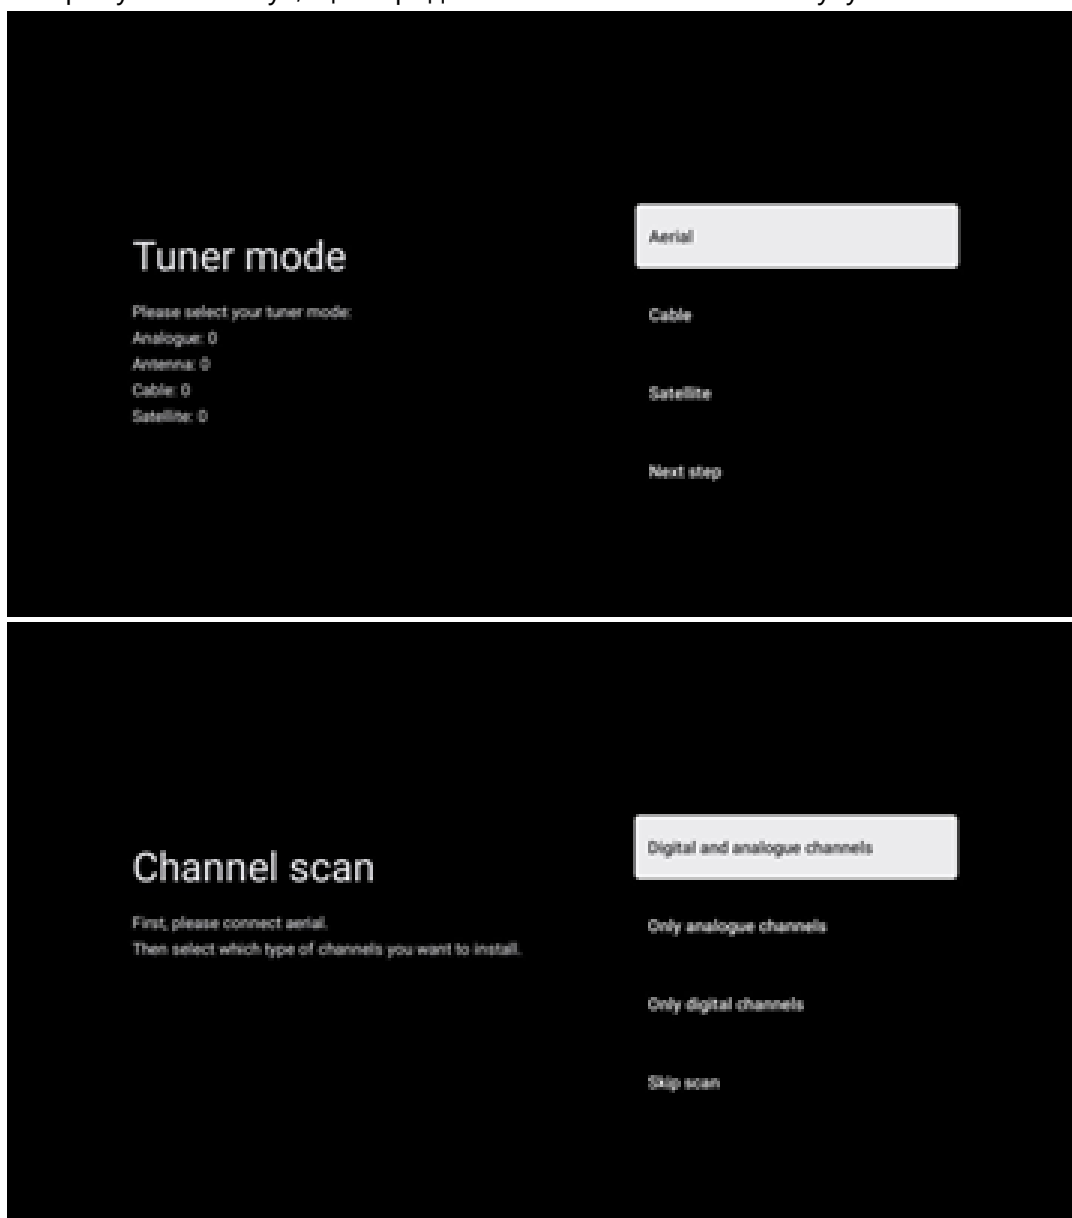 Tuner mode
Please select your tuner mode:
Analogue: 0
Antenna: 0
Cable: 0
Satellite: 0
Aerial
Cable
Satellite
Next step
Channel scan
First, please connect aerial.
Then select which type of channels you want to install.
Digital and analogue channels
Only analogue channels
Only digital channels
Skip scan